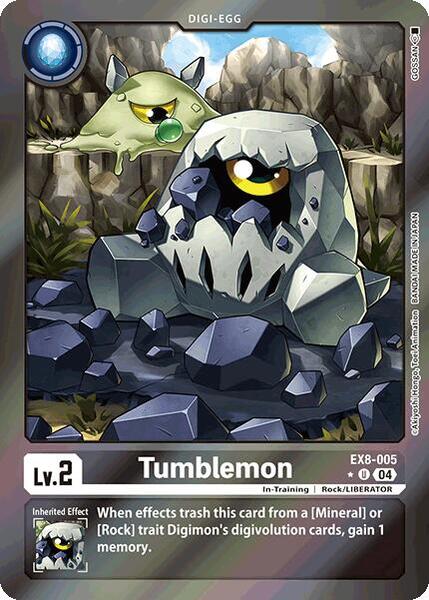 DIGI-EGG
GOSSAN
©Akiyoshi Hongo, Toei Animation BANDAI MADE IN JAPAN
Lv.2
Tumblemon
EX8-005
U 04
In-Training | Rock/LIBERATOR
Inherited Effect
When effects trash this card from a [Mineral] or
[Rock] trait Digimon's digivolution cards, gain 1
memory.